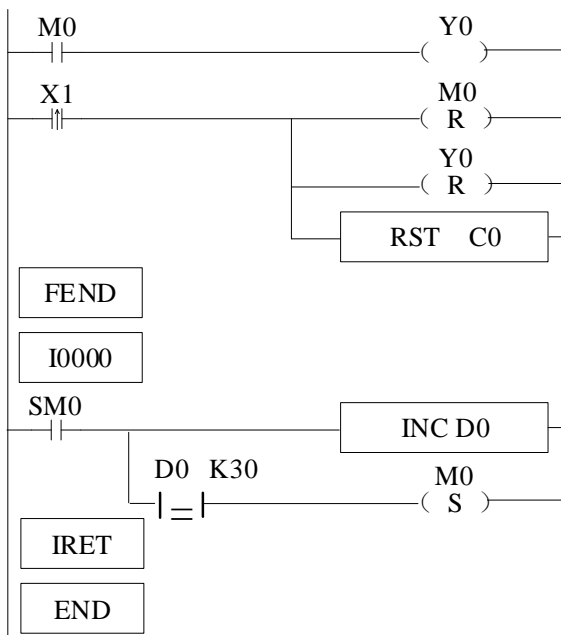 M0 Y0
( )
X1 M0
( R )
Y0
( R )
RST C0
FEND
I0000
SM0
INC D0
D0 K30 M0
= ( S )
IRET
END